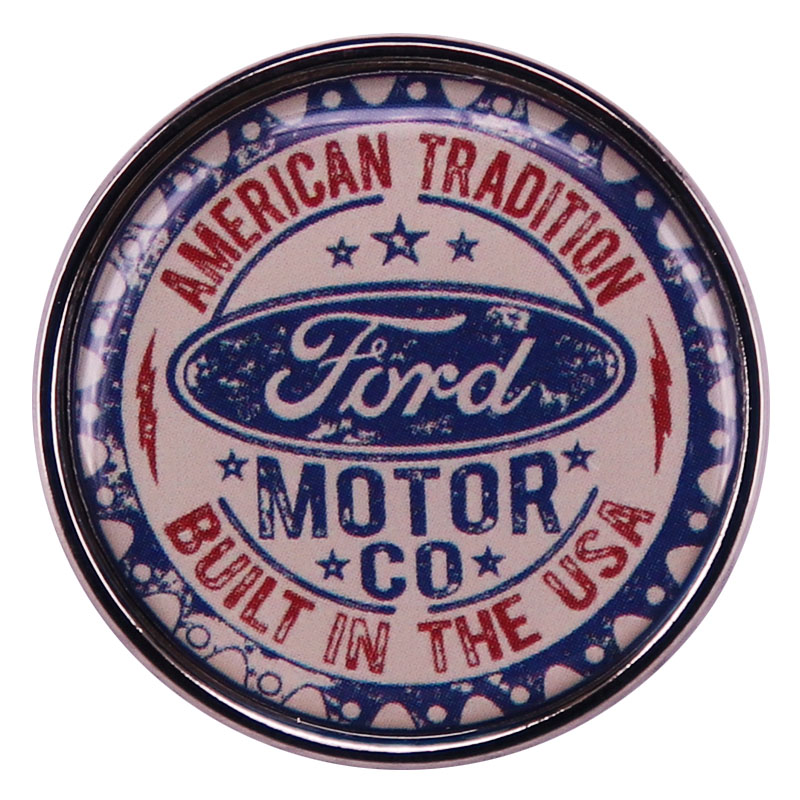 AMERICAN TRADITION
Ford
MOTOR
CO
BUILT IN THE USA